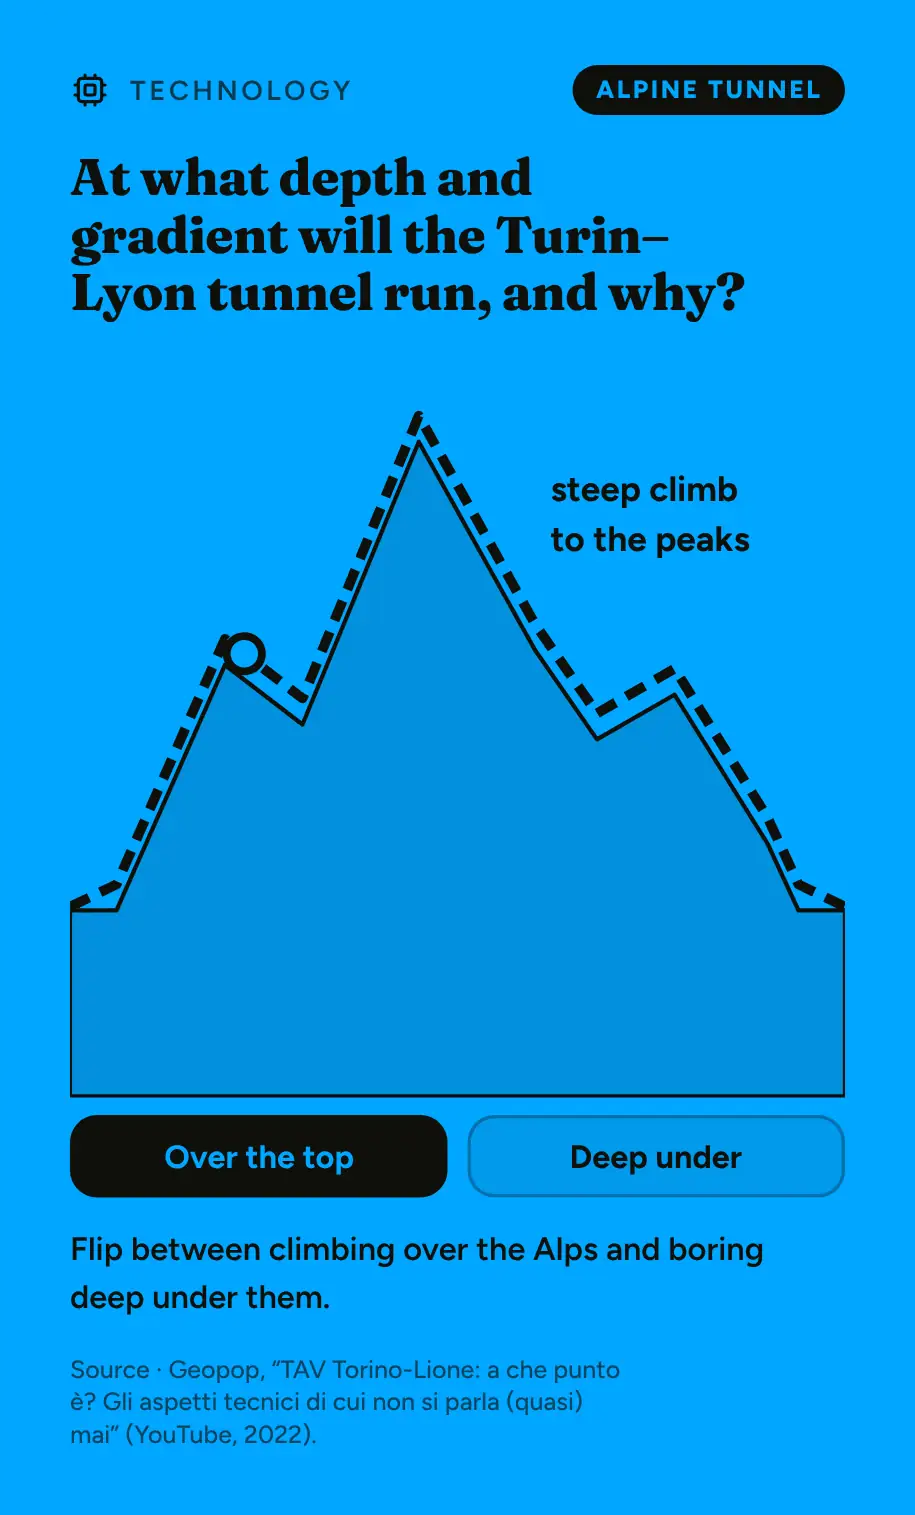 TECHNOLOGY
ALPINE TUNNEL
At what depth and
gradient will the Turin–
Lyon tunnel run, and why?
steep climb
to the peaks
Over the top
Deep under
Flip between climbing over the Alps and boring
deep under them.
Source · Geopop, “TAV Torino-Lione: a che punto
è? Gli aspetti tecnici di cui non si parla (quasi)
mai” (YouTube, 2022).